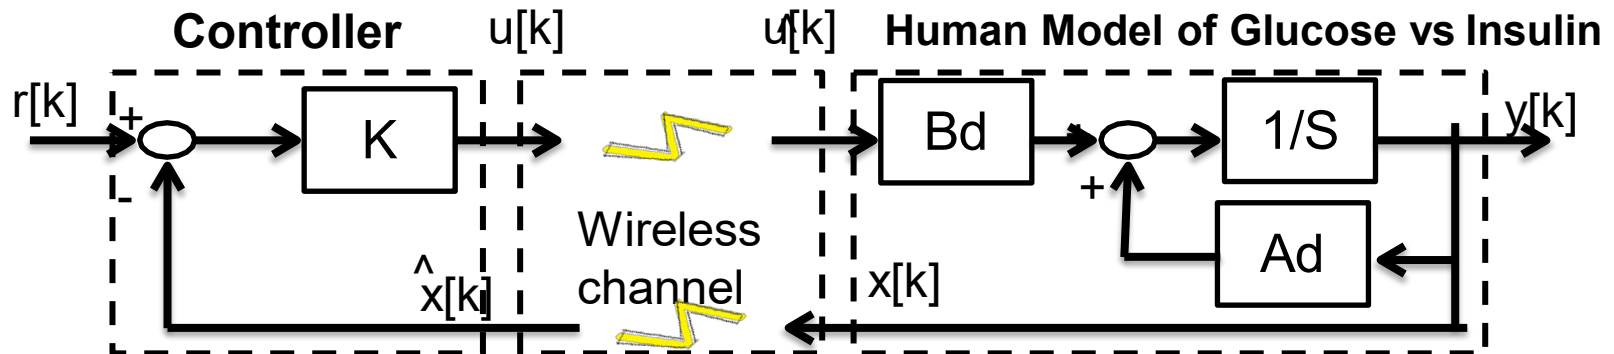 Controller
u[k]
û[k]
Human Model of Glucose vs Insulin
r[k]
+
-
K
Bd
+
1/S
y[k]
Ad
Wireless
channel
^
x[k]
x[k]